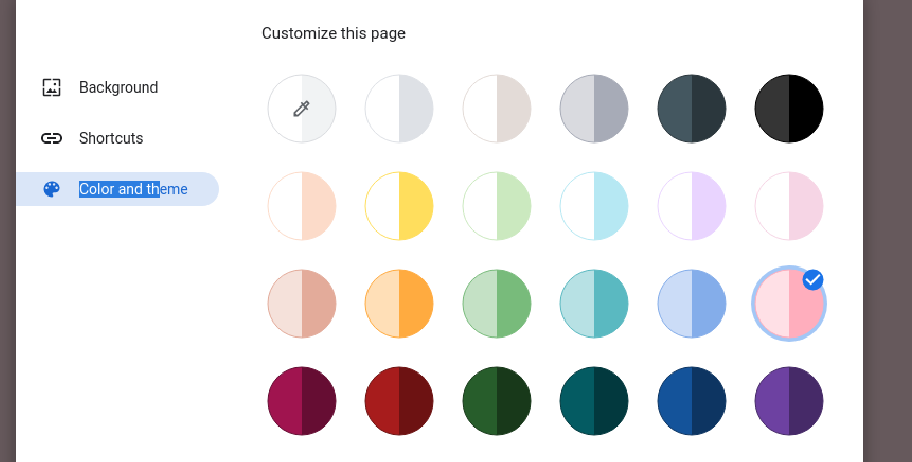 Customize this page
Background
Shortcuts
Color and theme